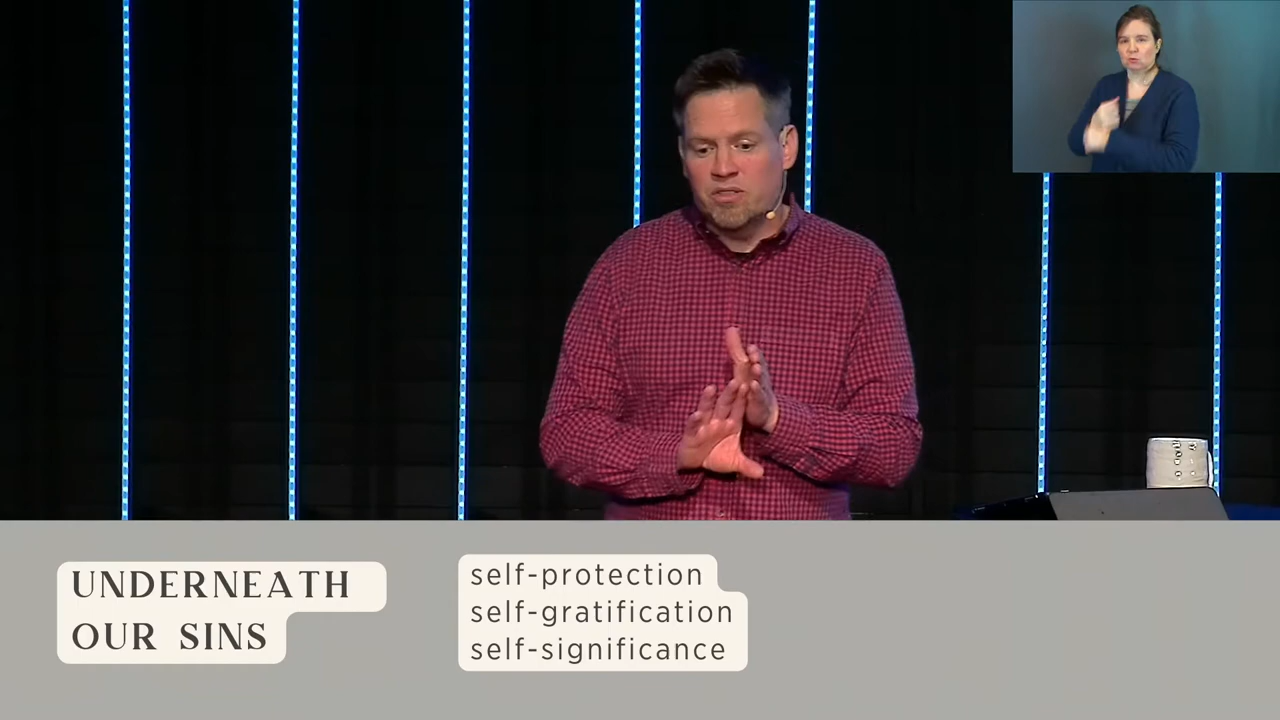 UNDERNEATH
OUR SINS
self-protection
self-gratification
self-significance